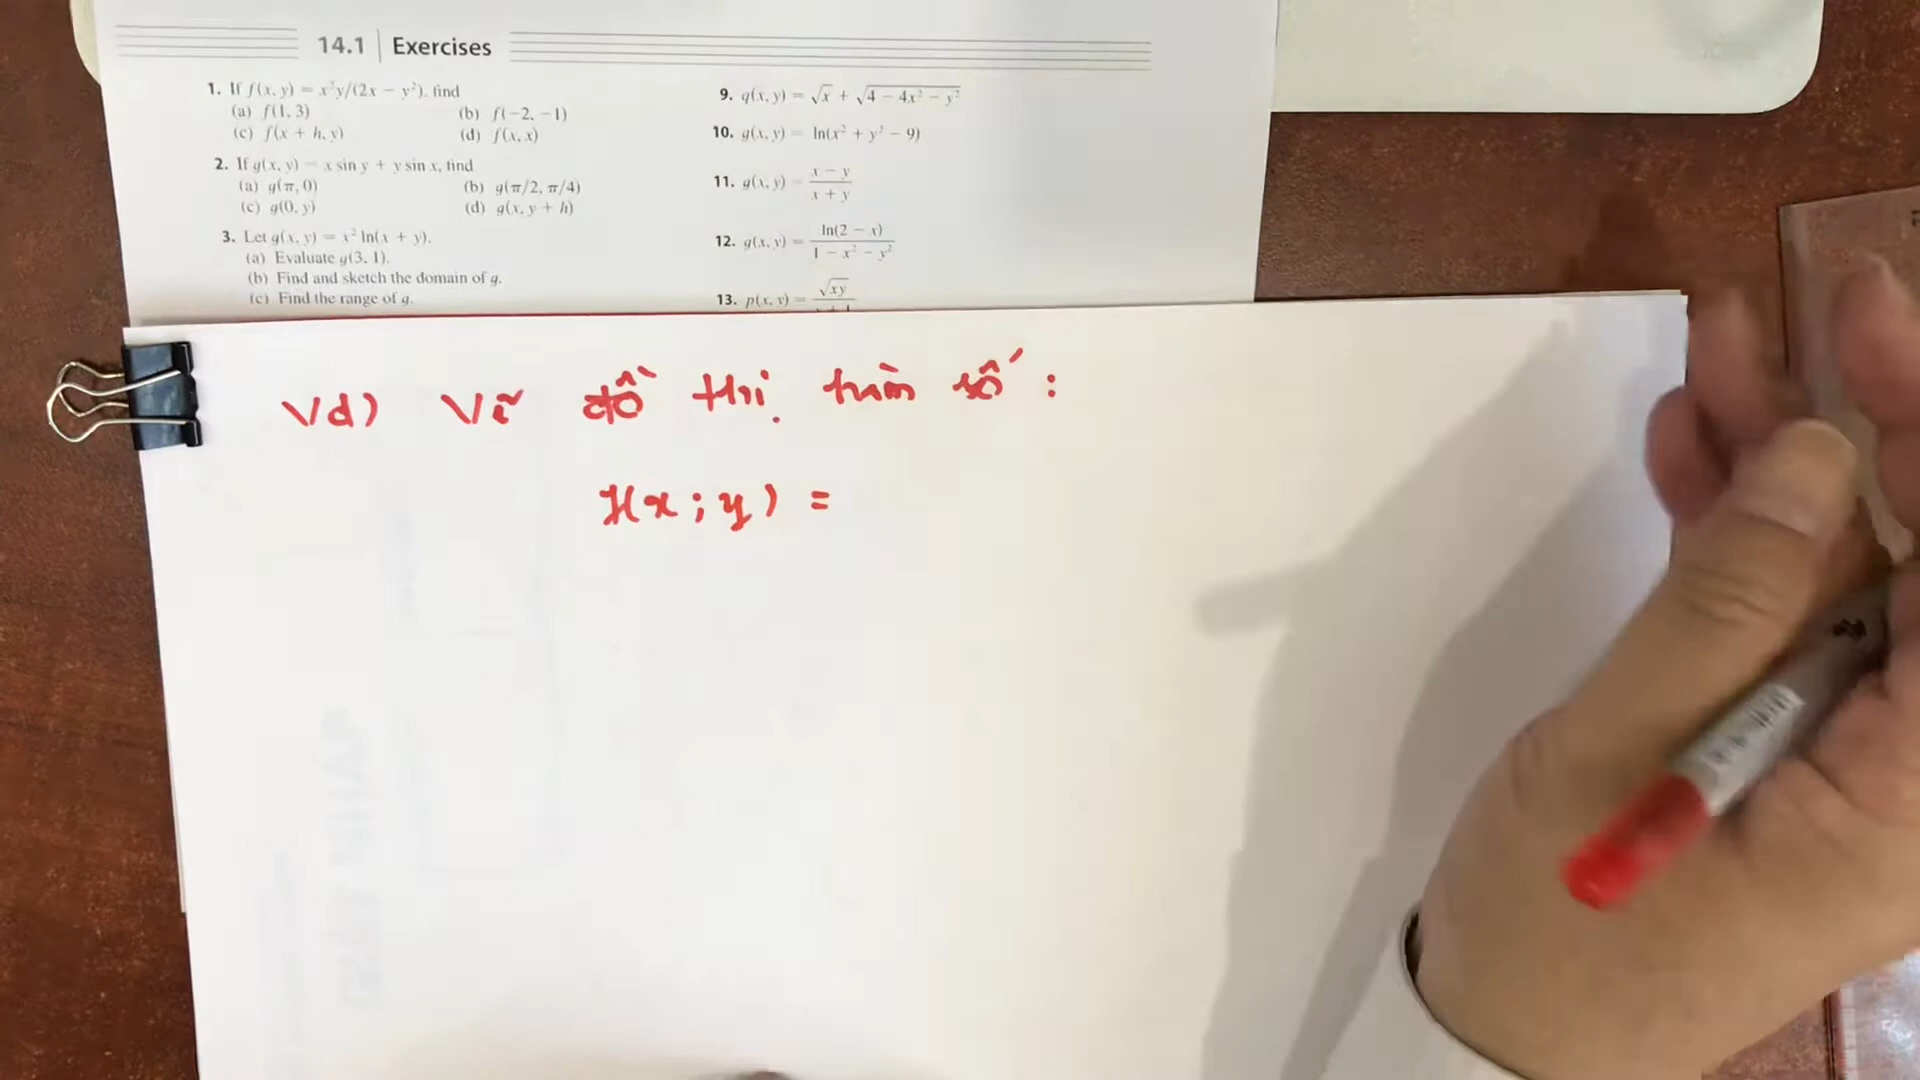 14.1 Exercises
1. If f(x, y) = x²y/(2x − y²), find
(a) f(1, 3) (b) f(−2, −1)
(c) f(x + h, y) (d) f(x, x)
2. If g(x, y) = x sin y + y sin x, find
(a) g(π, 0) (b) g(π/2, π/4)
(c) g(0, y) (d) g(x, y + h)
3. Let g(x, y) = x² ln(x + y).
(a) Evaluate g(3, 1).
(b) Find and sketch the domain of g.
(c) Find the range of g.
9. q(x, y) = √x + √(4 − 4x² − y²)
10. g(x, y) = ln(x² + y² − 9)
11. g(x, y) = (x − y)/(x + y)
12. g(x, y) = ln(2 − x)/(1 − x² − y²)
13. p(x, y) = √xy
Vd) Vẽ đồ thị hàm số :
f(x ; y) =